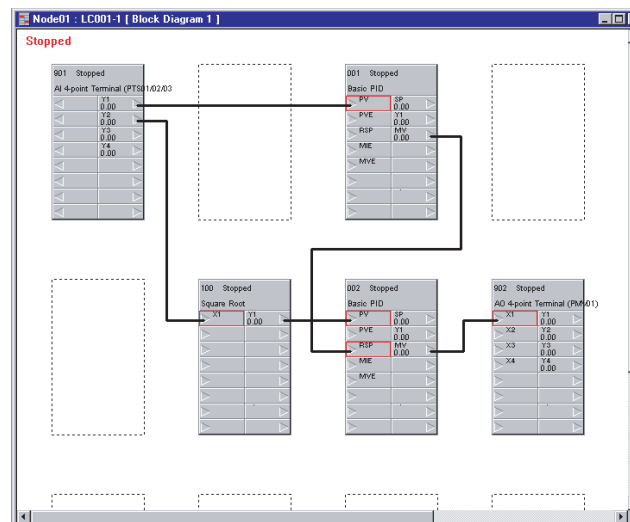 Node01 : LC001-1 [ Block Diagram 1 ]
Stopped
901 Stopped
AI 4-point Terminal (PTS01/02/03
Y1
0.00
Y2
0.00
Y3
0.00
Y4
0.00
001 Stopped
Basic PID
PV SP
0.00
PVE Y1
0.00
RSP MV
0.00
MIE
MVE
100 Stopped
Square Root
X1 Y1
0.00
002 Stopped
Basic PID
PV SP
0.00
PVE Y1
0.00
RSP MV
0.00
MIE
MVE
902 Stopped
AO 4-point Terminal (PMV01)
X1 Y1
0.00
X2 Y2
0.00
X3 Y3
0.00
X4 Y4
0.00